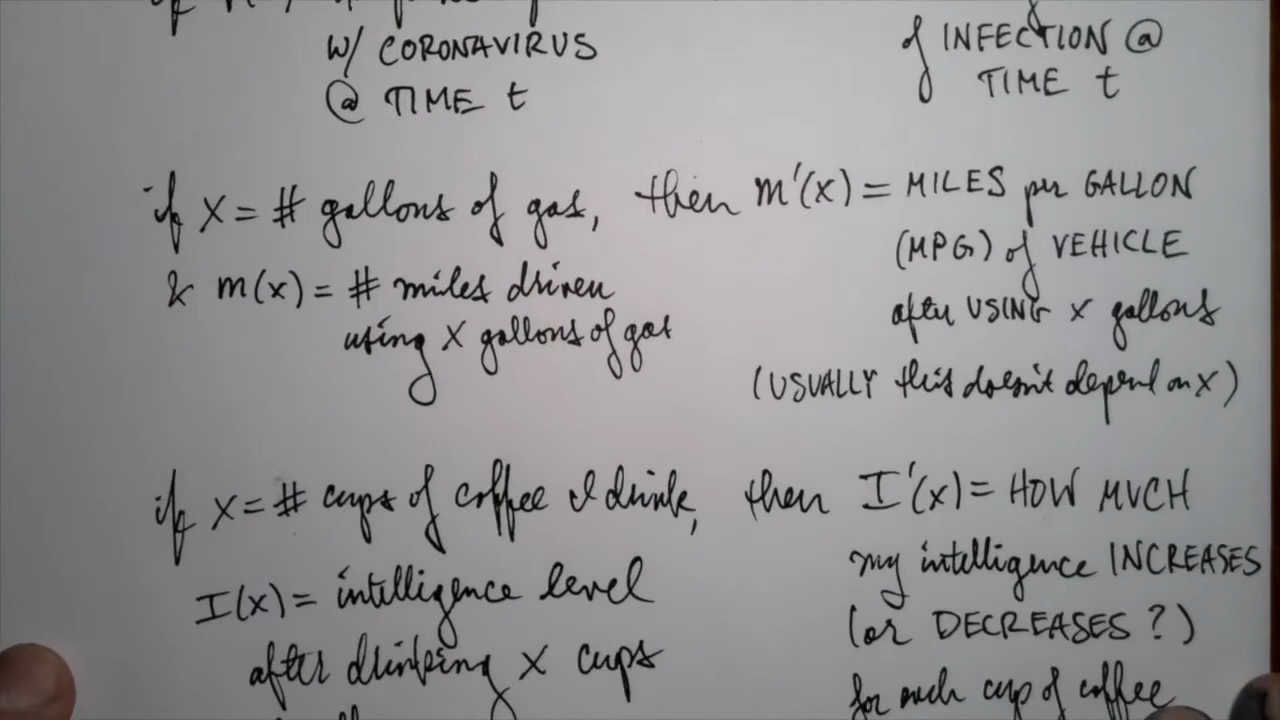 w/ CORONAVIRUS
@ TIME t
of INFECTION @
TIME t
if x = # gallons of gas, then m'(x) = MILES per GALLON
& m(x) = # miles driven
using x gallons of gas
(MPG) of VEHICLE
after USING x gallons
(USUALLY this doesn't depend on x)
if x = # cups of coffee I drink, then I'(x) = HOW MUCH
I(x) = intelligence level
after drinking x cups
my intelligence INCREASES
(or DECREASES?)
for each cup of coffee